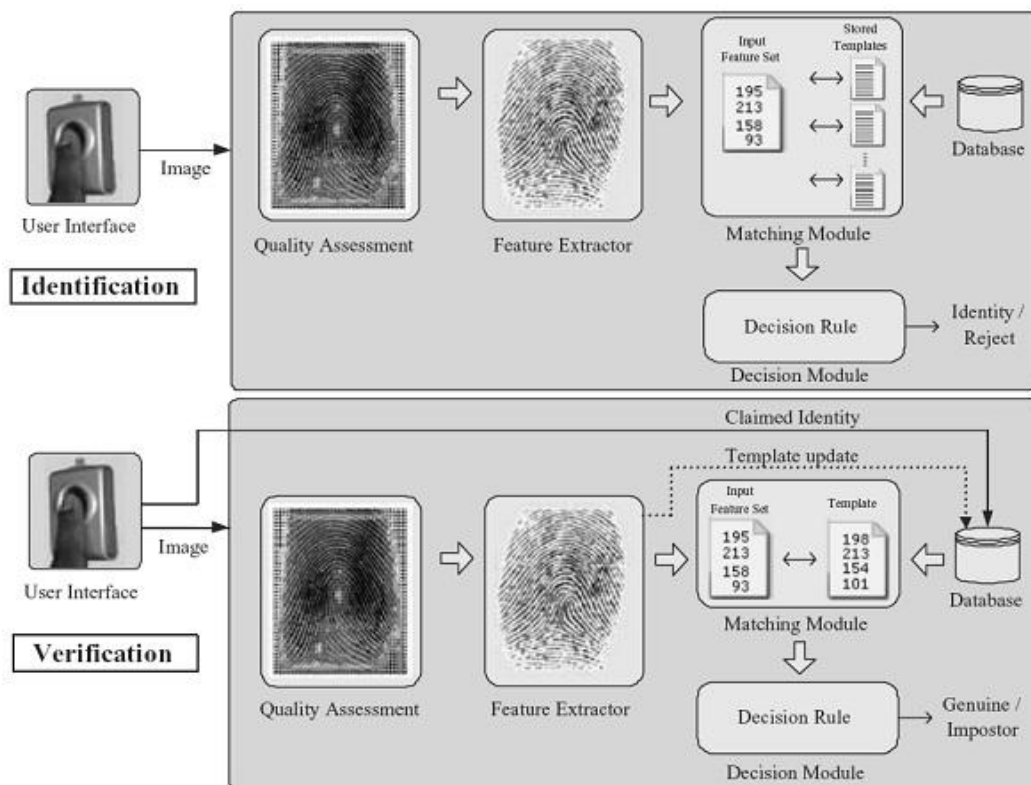 Input
Feature Set
Stored
Templates
195
213
158
93
Image
User Interface
Quality Assessment
Feature Extractor
Matching Module
Database
Identification
Decision Rule
Identity /
Reject
Decision Module
Claimed Identity
Template update
Input
Feature Set
Template
195
213
158
93
198
213
154
101
Image
User Interface
Database
Matching Module
Verification
Quality Assessment
Feature Extractor
Decision Rule
Genuine /
Impostor
Decision Module